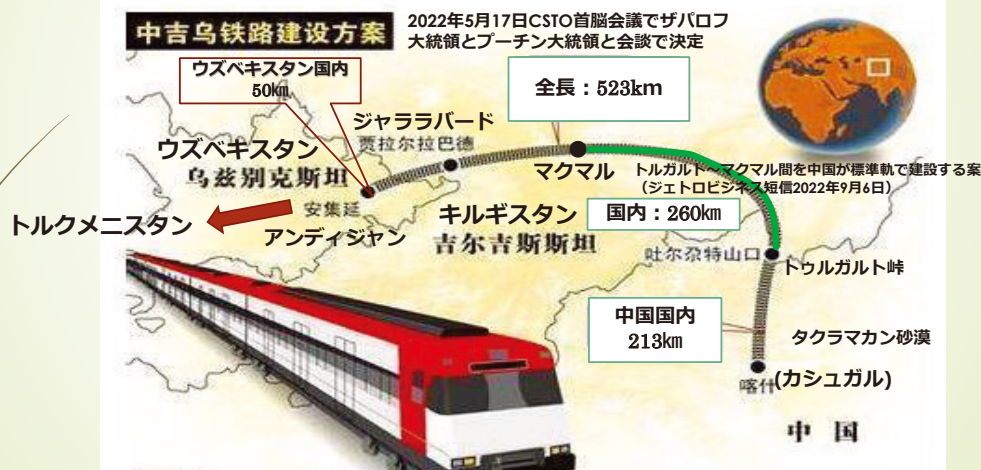 中吉乌铁路建设方案
2022年5月17日CSTO首脳会議でザパロフ
大統領とプーチン大統領と会談で決定
ウズベキスタン国内
50㎞
全長：523km
ジャララバード
贾拉尔拉巴德
ウズベキスタン
乌兹别克斯坦
マクマル
トルガルト～マクマル間を中国が標準軌で建設する案
（ジェトロビジネス短信2022年9月6日）
安集延
トルクメニスタン
アンディジャン
キルギスタン
吉尔吉斯斯坦
国内：260㎞
吐尔尕特山口
トゥルガルト峠
中国国内
213㎞
タクラマカン砂漠
喀什
(カシュガル)
中国